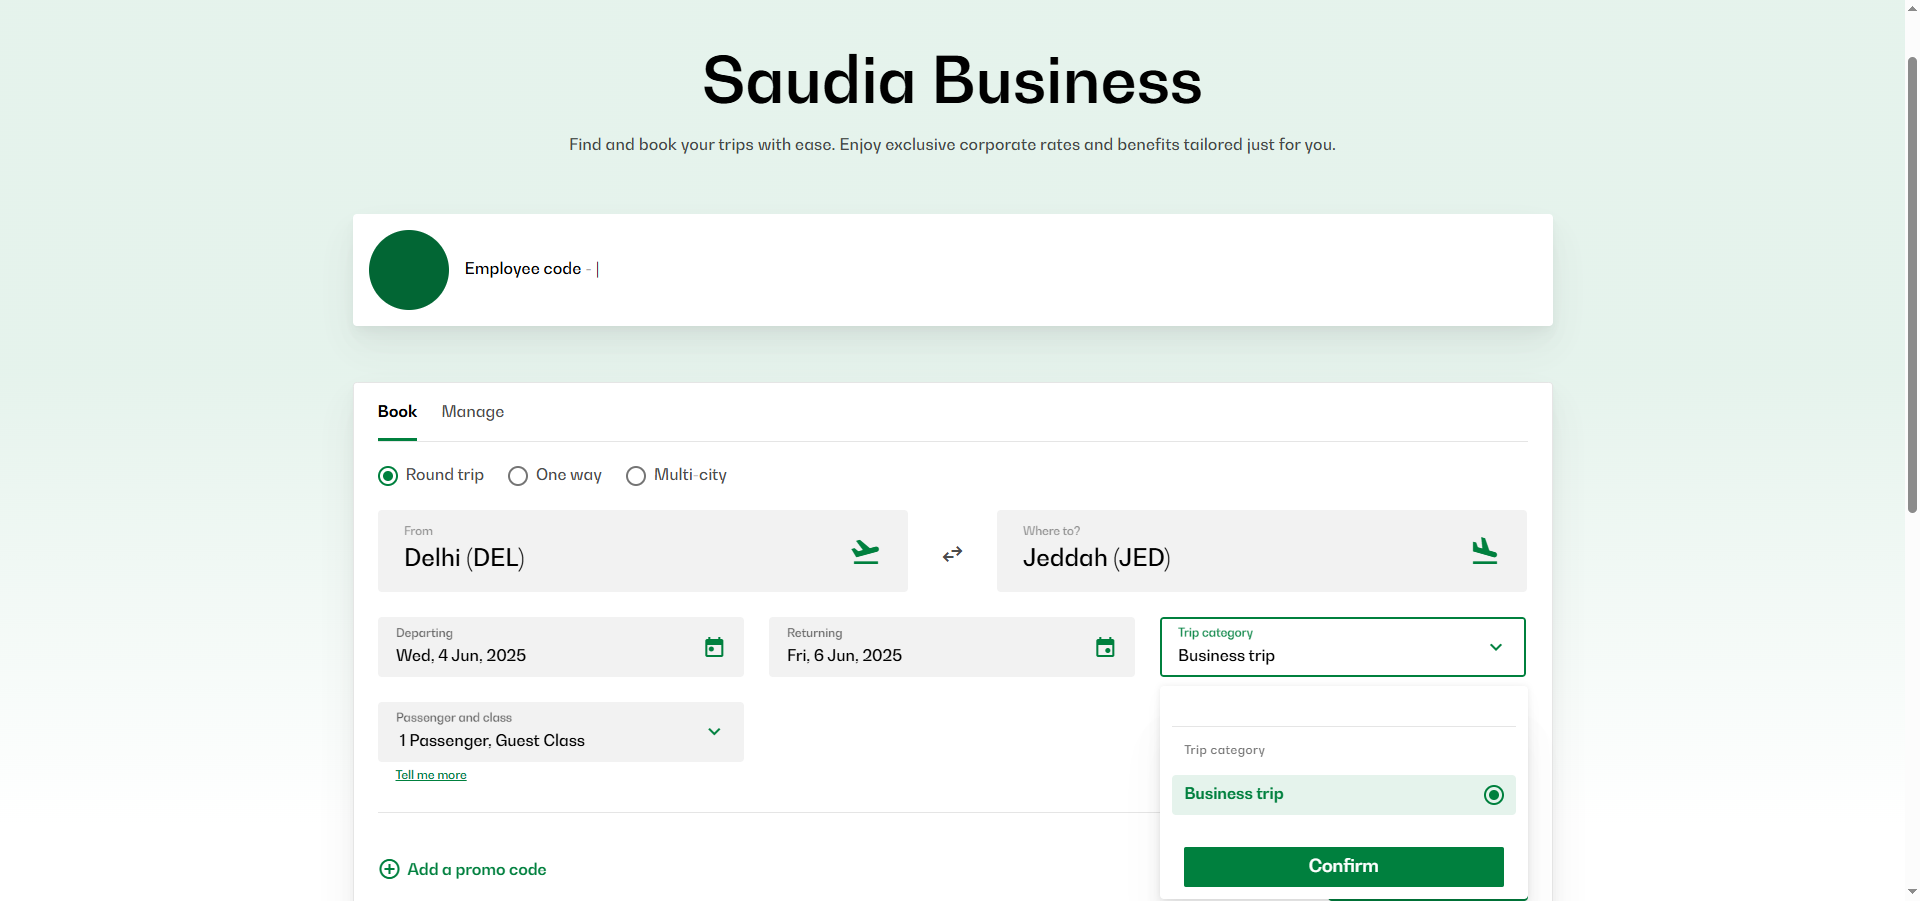 Saudia Business
Find and book your trips with ease. Enjoy exclusive corporate rates and benefits tailored just for you.
Employee code - |
Book Manage
Round trip One way Multi-city
From
Delhi (DEL)
Where to?
Jeddah (JED)
Departing
Wed, 4 Jun, 2025
Returning
Fri, 6 Jun, 2025
Trip category
Business trip
Passenger and class
1 Passenger, Guest Class
Tell me more
Trip category
Business trip
Confirm
Add a promo code